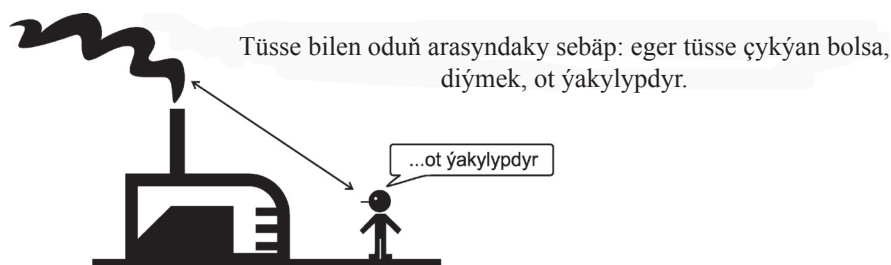 Tüsse bilen oduň arasyndaky sebäp: eger tüsse çykýan bolsa,
diýmek, ot ýakylypdyr.
...ot ýakylypdyr